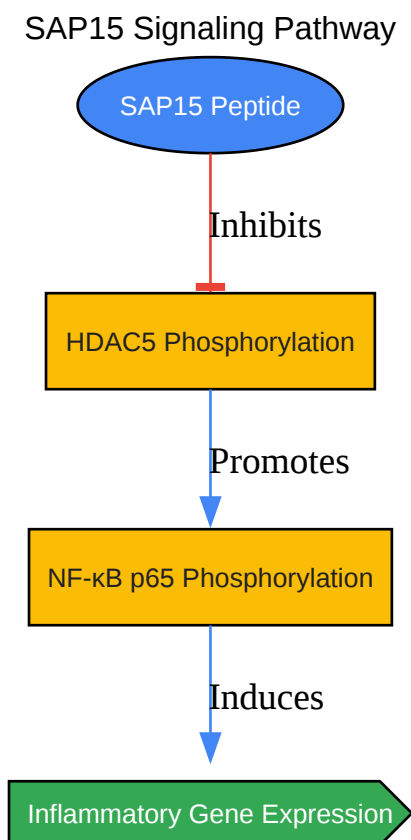 SAP15 Signaling Pathway
SAP15 Peptide
Inhibits
HDAC5 Phosphorylation
Promotes
NF-κB p65 Phosphorylation
Induces
Inflammatory Gene Expression